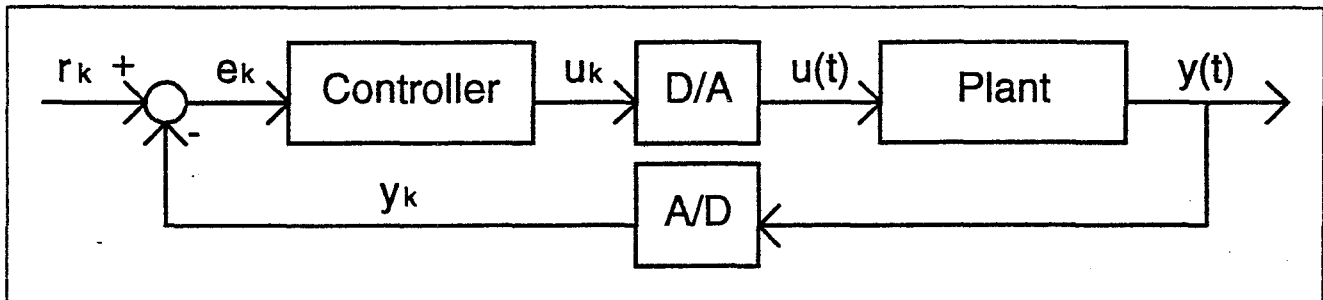 rk + ek Controller uk D/A u(t) Plant y(t)
-
yk A/D